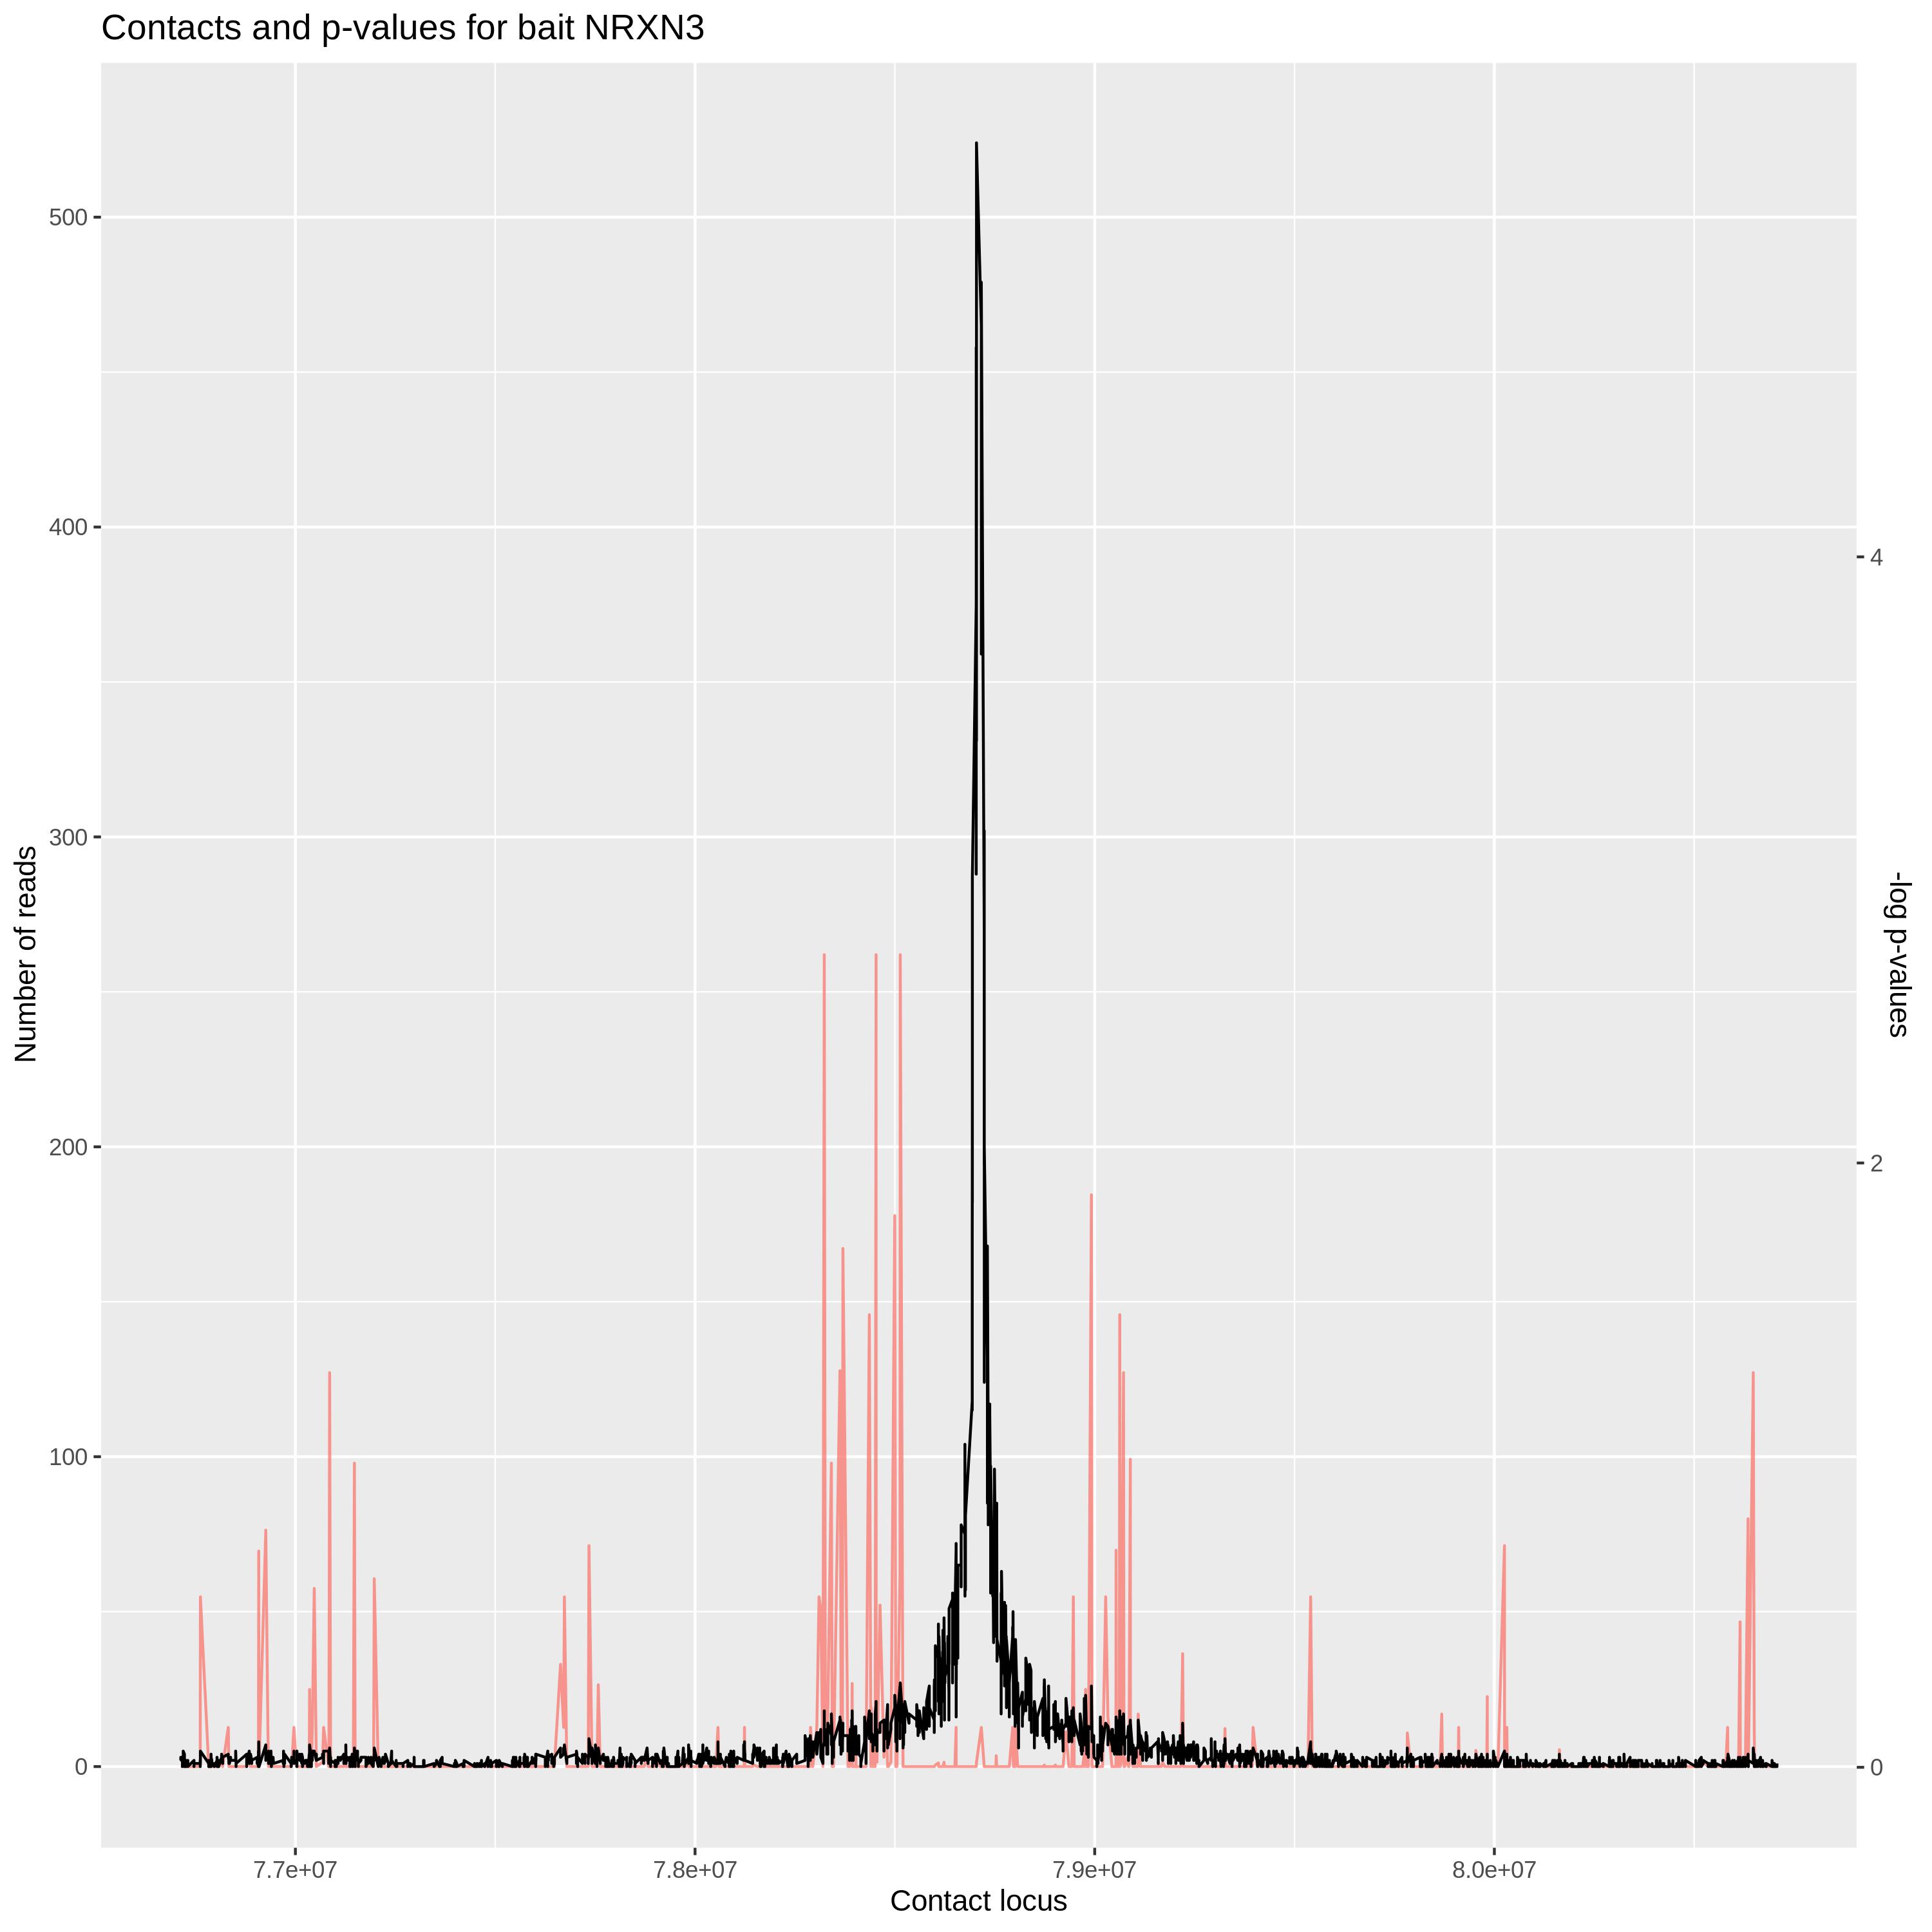 Contacts and p-values for bait NRXN3
500
400
300
200
100
0
Number of reads
4
2
0
-log p-values
7.7e+07
7.8e+07
7.9e+07
8.0e+07
Contact locus